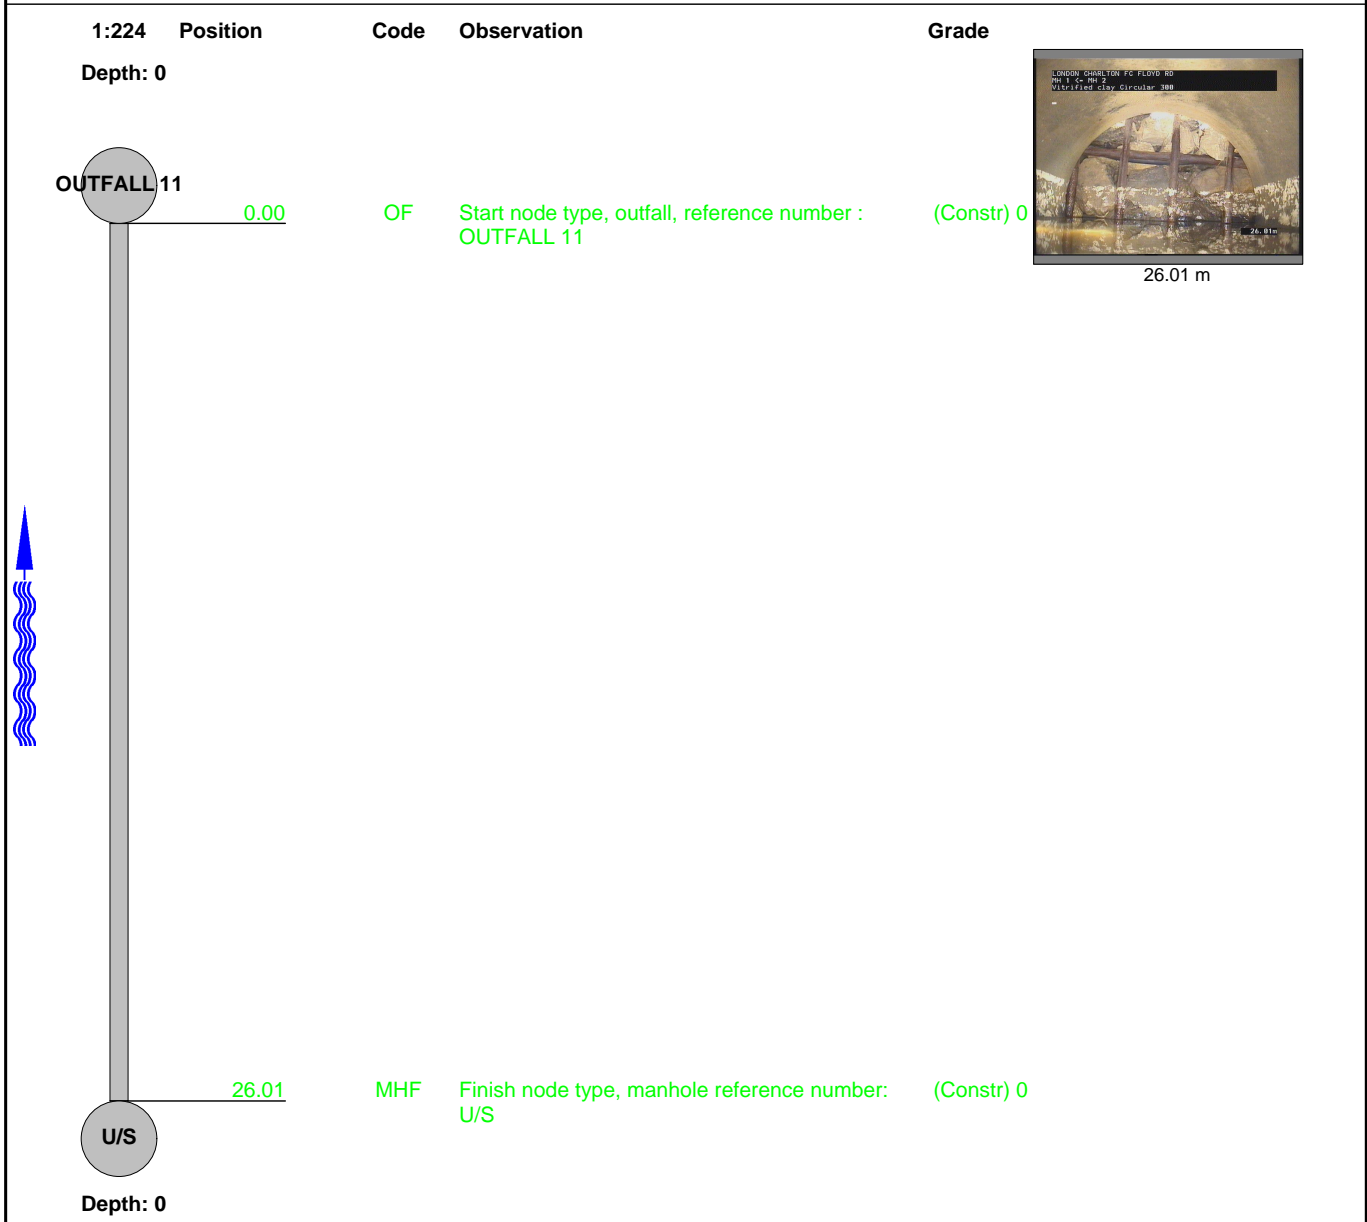 1:224 Position Code Observation Grade
Depth: 0
LONDON CHARLTON FC FLOYD RD
MH 1 <- MH 2
Vitrified clay Circular 300
26.01m
26.01 m
OUTFALL 11
0.00 OF Start node type, outfall, reference number : (Constr) 0
OUTFALL 11
26.01 MHF Finish node type, manhole reference number: (Constr) 0
U/S
U/S
Depth: 0